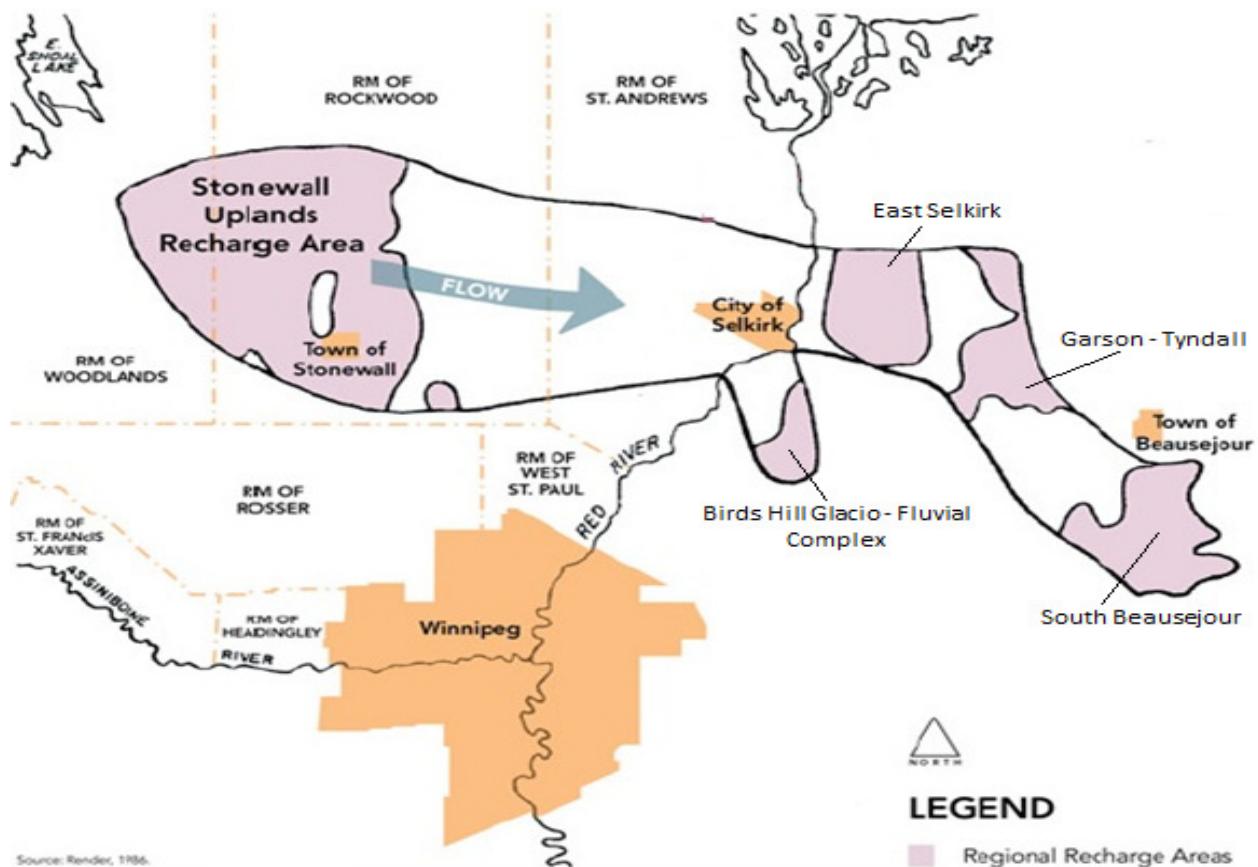 E.
SHOAL
LAKE
RM OF
ROCKWOOD
RM OF
ST. ANDREWS
Stonewall
Uplands
Recharge Area
East Selkirk
FLOW
City of
Selkirk
Town of
Stonewall
RM OF
WOODLANDS
Garson - Tyndall
Town of
Beausejour
RM OF
WEST
ST. PAUL
RED RIVER
RM OF
ROSSER
RM OF
ST. FRANCIS
XAVIER
Birds Hill Glacio - Fluvial
Complex
ASSINIBOINE
RIVER
RM OF
HEADINGLEY
Winnipeg
South Beausejour
NORTH
LEGEND
Regional Recharge Areas
Source: Render, 1986.